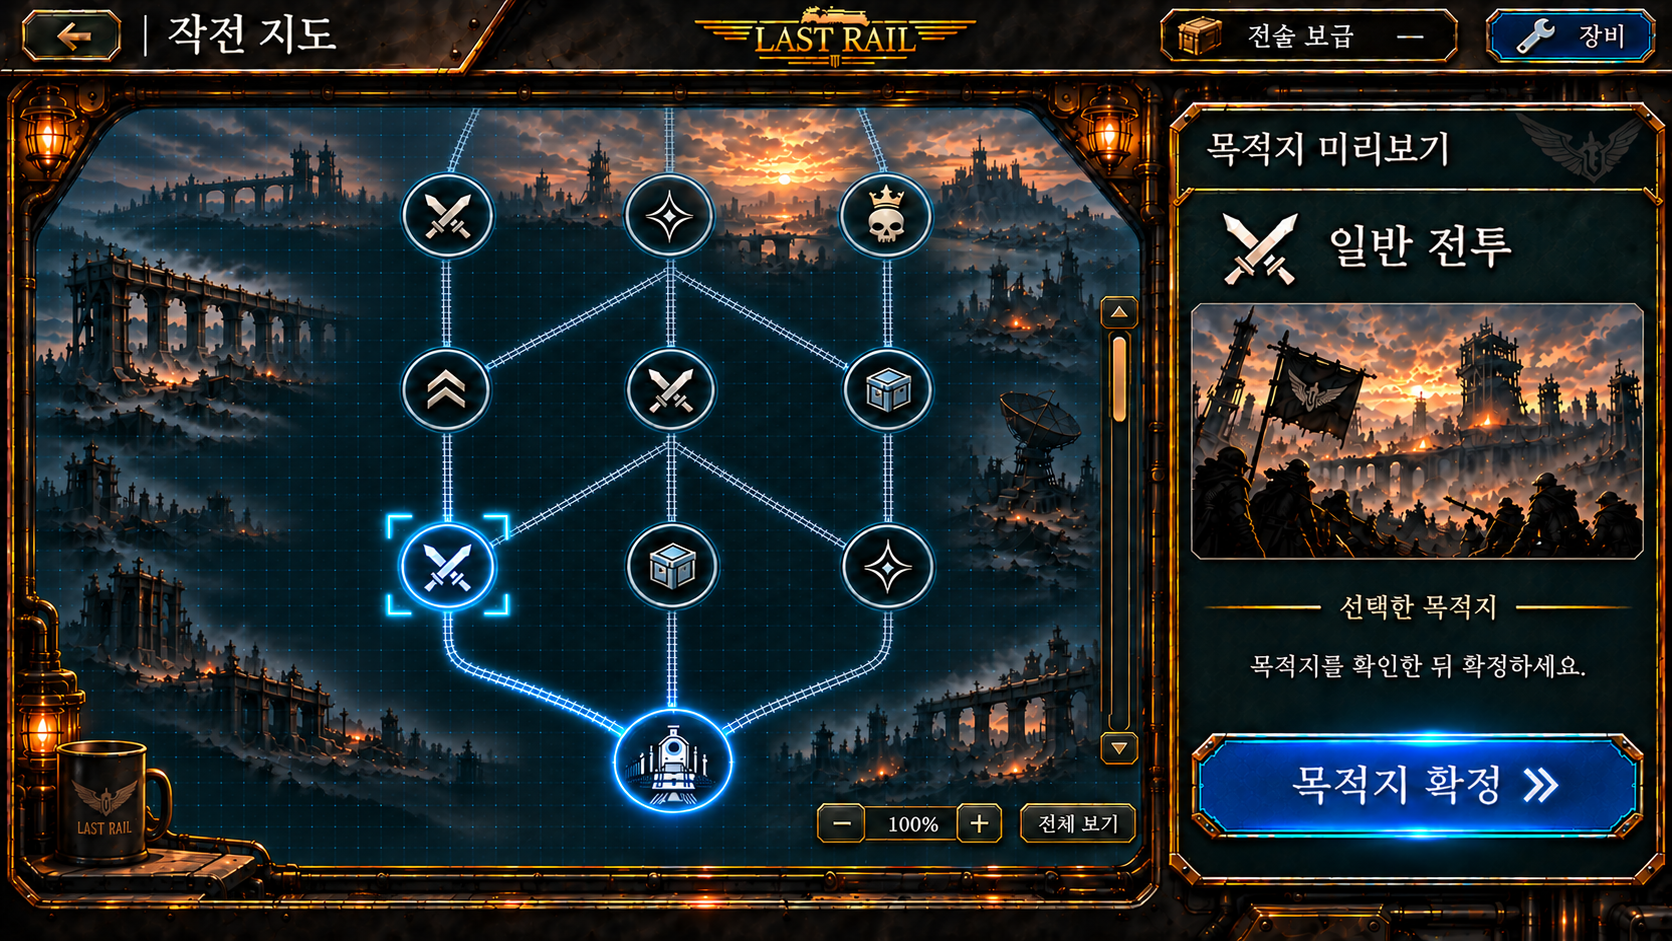 작전 지도
LAST RAIL
전술 보급 —
장비
목적지 미리보기
일반 전투
선택한 목적지
목적지를 확인한 뒤 확정하세요.
목적지 확정
− 100% +
전체 보기
LAST RAIL